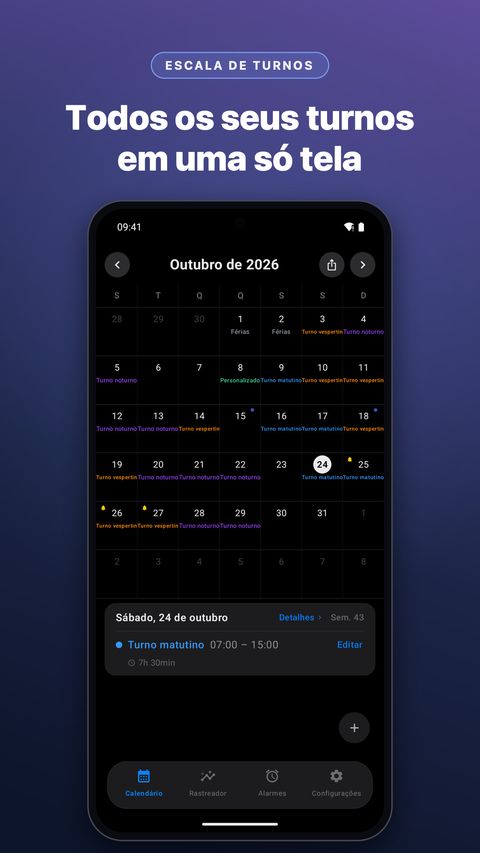 ESCALA DE TURNOS
Todos os seus turnos
em uma só tela
09:41
Outubro de 2026
S T Q Q S S D
28 29 30 1 2 3 4
Férias Férias Turno vespertin Turno noturno
5 6 7 8 9 10 11
Turno noturno Personalizado Turno matutino Turno vespertin Turno vespertin
12 13 14 15 16 17 18
Turno noturno Turno noturno Turno vespertin Turno matutino Turno matutino Turno vespertin
19 20 21 22 23 24 25
Turno vespertin Turno noturno Turno noturno Turno noturno Turno matutino Turno matutino
26 27 28 29 30 31 1
Turno vespertin Turno vespertin Turno noturno Turno noturno
2 3 4 5 6 7 8
Sábado, 24 de outubro Detalhes › Sem. 43
Turno matutino 07:00 – 15:00 Editar
7h 30min
Calendário Rastreador Alarmes Configurações